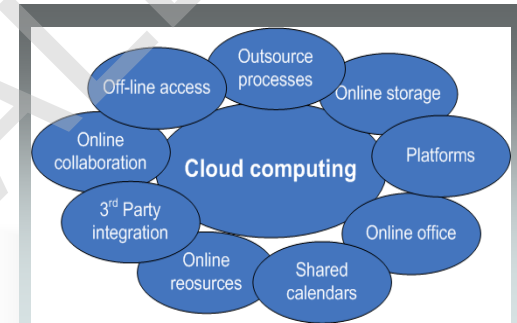 Outsource
processes
Online storage
Platforms
Online office
Shared
calendars
Online
reosurces
3rd Party
integration
Online
collaboration
Off-line access
Cloud computing